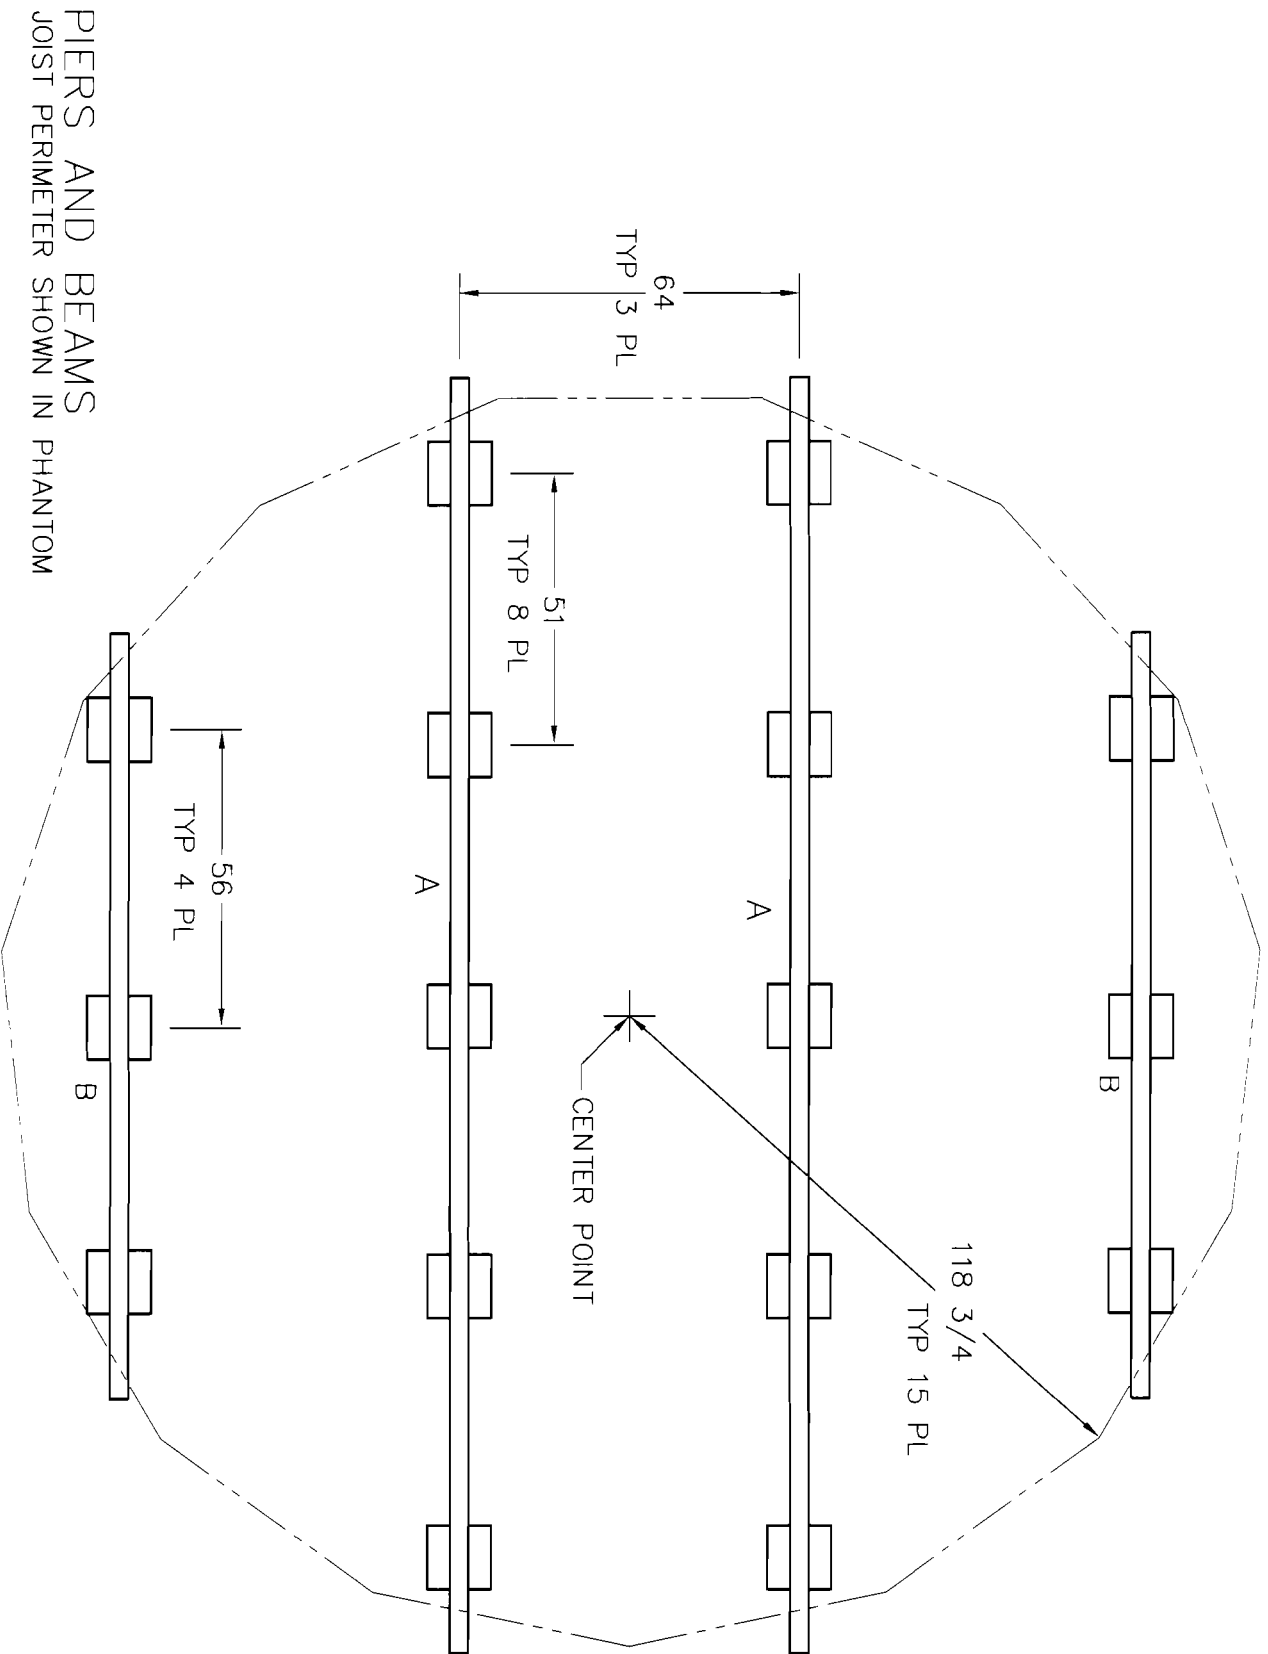 PIERS AND BEAMS
JOIST PERIMETER SHOWN IN PHANTOM
64
TYP 3 PL
51
TYP 8 PL
56
TYP 4 PL
A
A
B
B
CENTER POINT
118 3/4
TYP 15 PL